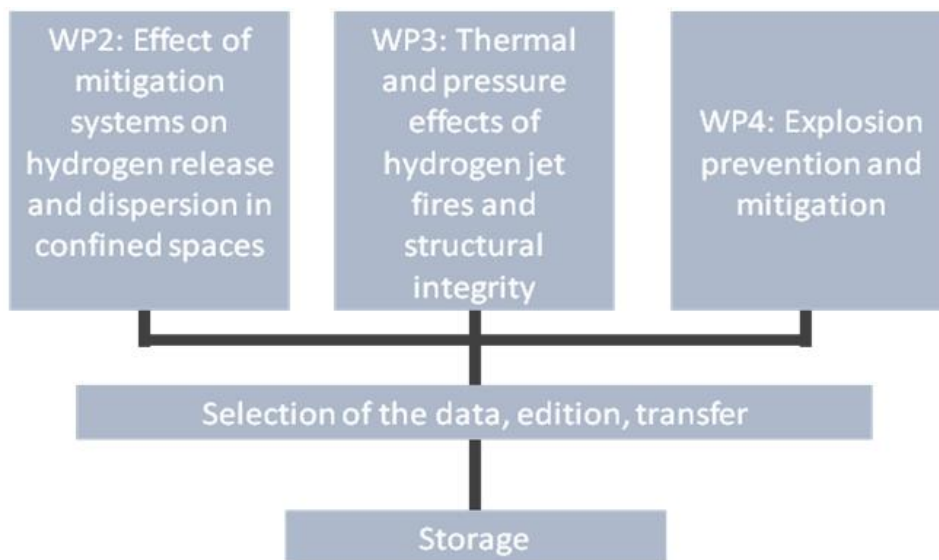 WP2: Effect of
mitigation
systems on
hydrogen release
and dispersion in
confined spaces
WP3: Thermal
and pressure
effects of
hydrogen jet
fires and
structural
integrity
WP4: Explosion
prevention and
mitigation
Selection of the data, edition, transfer
Storage